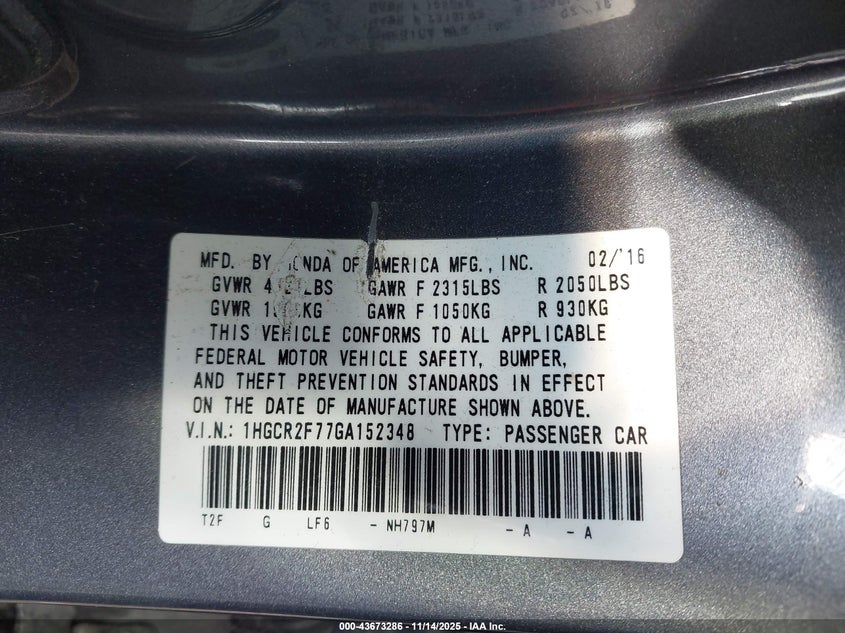 MFD. BY OF AMERICA MFG., INC. 02/'16
GVWR GAWR F 2315LBS R 2050LBS
GVWR GAWR F 1050KG R 930KG
THIS VEHICLE CONFORMS TO ALL APPLICABLE
FEDERAL MOTOR VEHICLE SAFETY, BUMPER,
AND THEFT PREVENTION STANDARDS IN EFFECT
ON THE DATE OF MANUFACTURE SHOWN ABOVE.
V.I.N.: 1HGCR2F77GA152348 TYPE: PASSENGER CAR
T2F G LF6 - NH797M - A - A
000-43673286 - 11/14/2025 - IAA Inc.